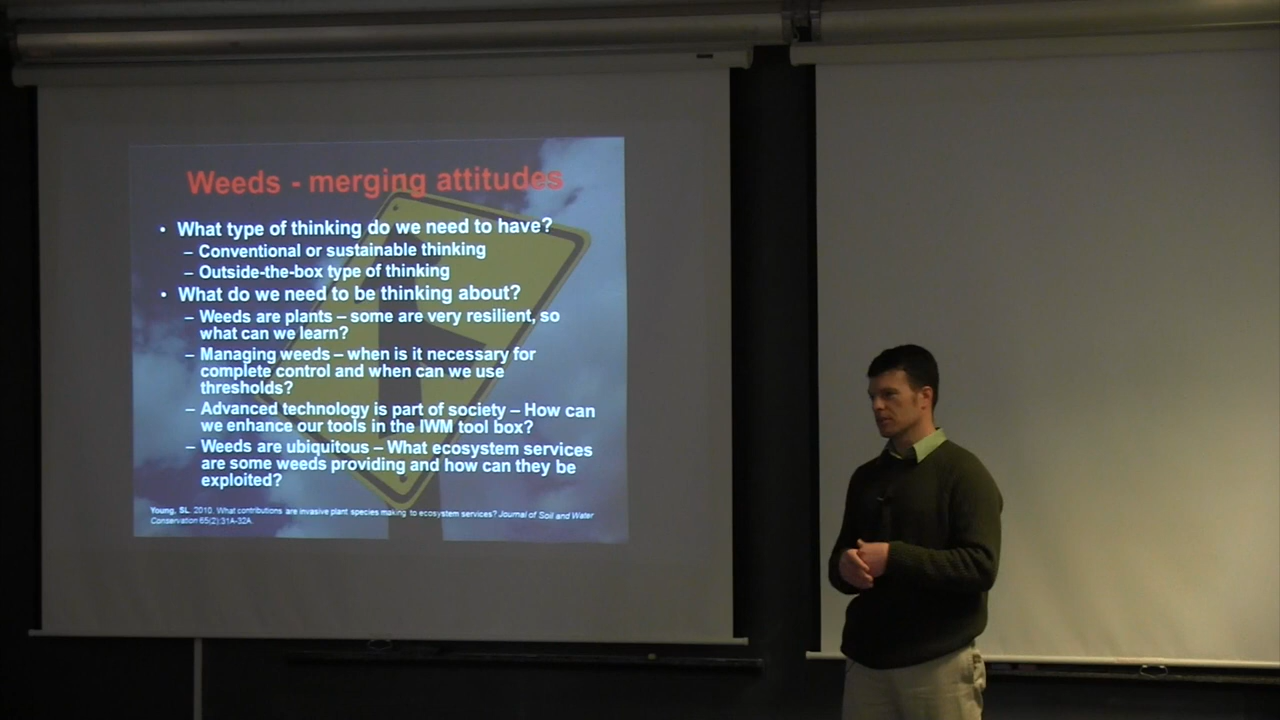 Weeds - merging attitudes
• What type of thinking do we need to have?
– Conventional or sustainable thinking
– Outside-the-box type of thinking
• What do we need to be thinking about?
– Weeds are plants – some are very resilient, so
what can we learn?
– Managing weeds – when is it necessary for
complete control and when can we use
thresholds?
– Advanced technology is part of society – How can
we enhance our tools in the IWM tool box?
– Weeds are ubiquitous – What ecosystem services
are some weeds providing and how can they be
exploited?
Young, SL. 2010. What contributions are invasive plant species making to ecosystem services? Journal of Soil and Water
Conservation 65(2):31A-32A.